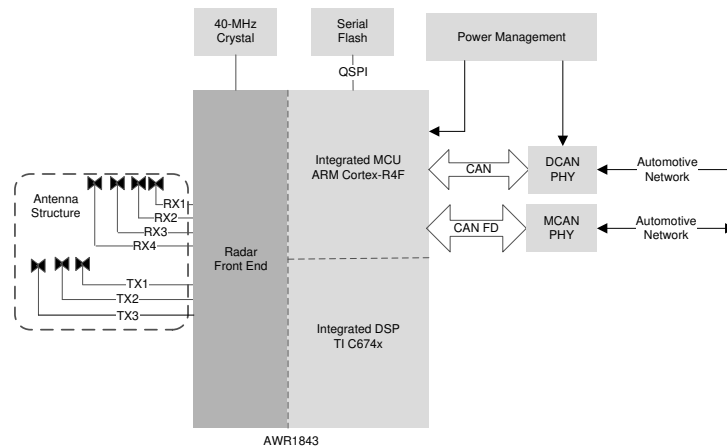 40-MHz
Crystal
Serial
Flash
Power Management
QSPI
Integrated MCU
ARM Cortex-R4F
CAN
DCAN
PHY
Automotive
Network
Antenna
Structure
RX1
RX2
RX3
RX4
CAN FD
MCAN
PHY
Automotive
Network
Radar
Front End
TX1
TX2
TX3
Integrated DSP
TI C674x
AWR1843